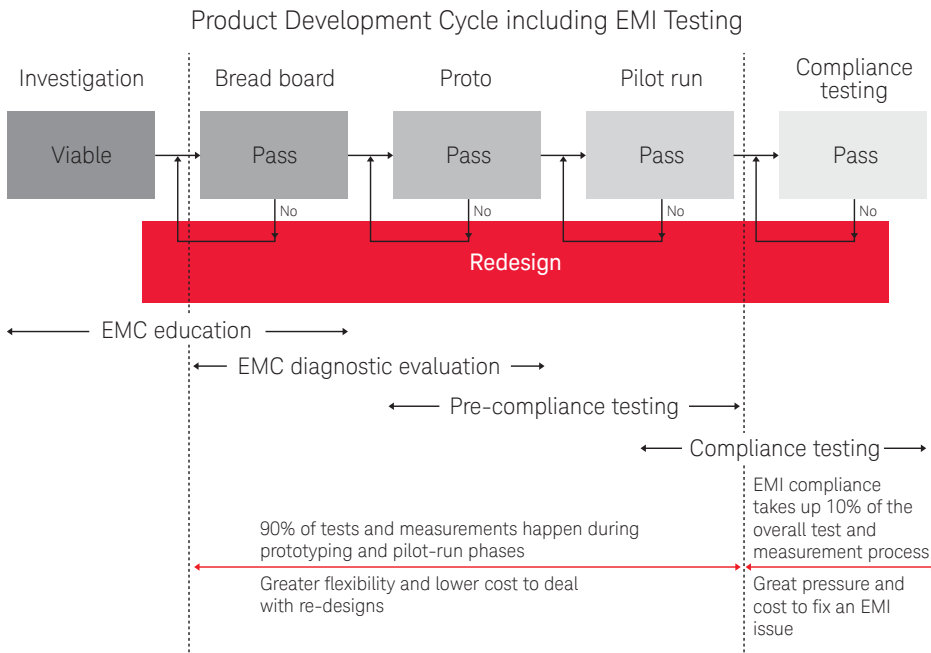 Product Development Cycle including EMI Testing
Investigation
Bread board
Proto
Pilot run
Compliance
testing
Viable
Pass
Pass
Pass
Pass
No
No
No
No
Redesign
EMC education
EMC diagnostic evaluation
Pre-compliance testing
Compliance testing
90% of tests and measurements happen during
prototyping and pilot-run phases
Greater flexibility and lower cost to deal
with re-designs
EMI compliance
takes up 10% of the
overall test and
measurement process
Great pressure and
cost to fix an EMI
issue